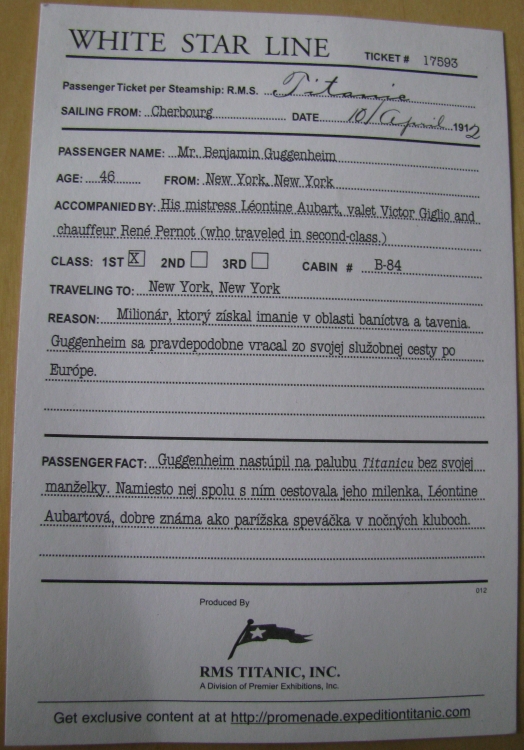 WHITE STAR LINE
TICKET # 17593
Passenger Ticket per Steamship: R.M.S. Titanic
SAILING FROM: Cherbourg DATE 10/April 1912
PASSENGER NAME: Mr. Benjamin Guggenheim
AGE: 46 FROM: New York, New York
ACCOMPANIED BY: His mistress Léontine Aubart, valet Victor Giglio and
chauffeur René Pernot (who traveled in second-class.)
CLASS: 1ST X 2ND 3RD CABIN # B-84
TRAVELING TO: New York, New York
REASON: Milionár, ktorý získal imanie v oblasti baníctva a tavenia.
Guggenheim sa pravdepodobne vracal zo svojej služobnej cesty po
Európe.
PASSENGER FACT: Guggenheim nastúpil na palubu Titanicu bez svojej
manželky. Namiesto nej spolu s ním cestovala jeho milenka, Léontine
Aubartová, dobre známa ako parížska speváčka v nočných kluboch.
012
Produced By
RMS TITANIC, INC.
A Division of Premier Exhibitions, Inc.
Get exclusive content at at http://promenade.expeditiontitanic.com